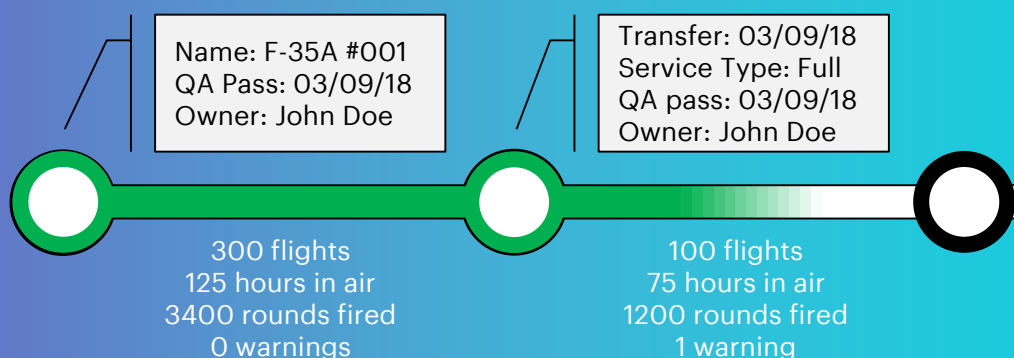 Name: F-35A #001
QA Pass: 03/09/18
Owner: John Doe
Transfer: 03/09/18
Service Type: Full
QA pass: 03/09/18
Owner: John Doe
300 flights
125 hours in air
3400 rounds fired
0 warnings
100 flights
75 hours in air
1200 rounds fired
1 warning